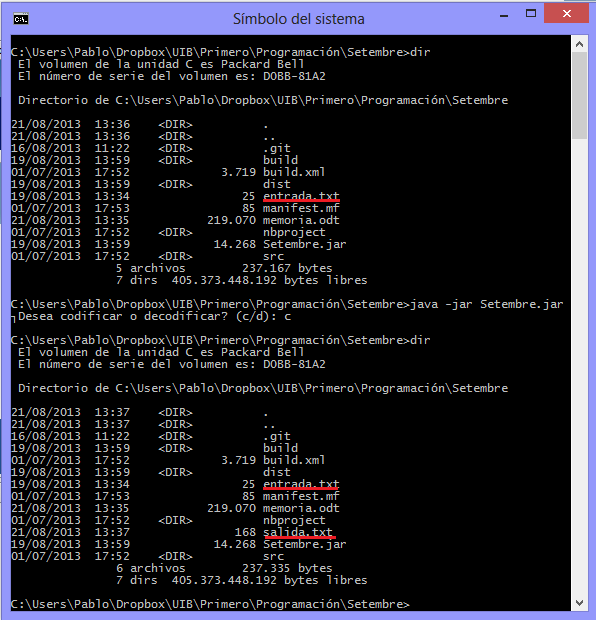 Símbolo del sistema
C:\Users\Pablo\Dropbox\UIB\Primero\Programación\Setembre>dir
El volumen de la unidad C es Packard Bell
El número de serie del volumen es: D0BB-81A2
Directorio de C:\Users\Pablo\Dropbox\UIB\Primero\Programación\Setembre
21/08/2013  13:36    <DIR>          .
21/08/2013  13:36    <DIR>          ..
16/08/2013  11:22    <DIR>          .git
19/08/2013  13:59    <DIR>          build
01/07/2013  17:52             3.719 build.xml
19/08/2013  13:59    <DIR>          dist
19/08/2013  13:34                25 entrada.txt
01/07/2013  17:53                85 manifest.mf
21/08/2013  13:35           219.070 memoria.odt
01/07/2013  17:52    <DIR>          nbproject
19/08/2013  13:59            14.268 Setembre.jar
01/07/2013  17:52    <DIR>          src
5 archivos        237.167 bytes
7 dirs  405.373.448.192 bytes libres
C:\Users\Pablo\Dropbox\UIB\Primero\Programación\Setembre>java -jar Setembre.jar
┐Desea codificar o decodificar? (c/d): c
C:\Users\Pablo\Dropbox\UIB\Primero\Programación\Setembre>dir
El volumen de la unidad C es Packard Bell
El número de serie del volumen es: D0BB-81A2
Directorio de C:\Users\Pablo\Dropbox\UIB\Primero\Programación\Setembre
21/08/2013  13:37    <DIR>          .
21/08/2013  13:37    <DIR>          ..
16/08/2013  11:22    <DIR>          .git
19/08/2013  13:59    <DIR>          build
01/07/2013  17:52             3.719 build.xml
19/08/2013  13:59    <DIR>          dist
19/08/2013  13:34                25 entrada.txt
01/07/2013  17:53                85 manifest.mf
21/08/2013  13:35           219.070 memoria.odt
01/07/2013  17:52    <DIR>          nbproject
21/08/2013  13:37               168 salida.txt
19/08/2013  13:59            14.268 Setembre.jar
01/07/2013  17:52    <DIR>          src
6 archivos        237.335 bytes
7 dirs  405.373.448.192 bytes libres
C:\Users\Pablo\Dropbox\UIB\Primero\Programación\Setembre>